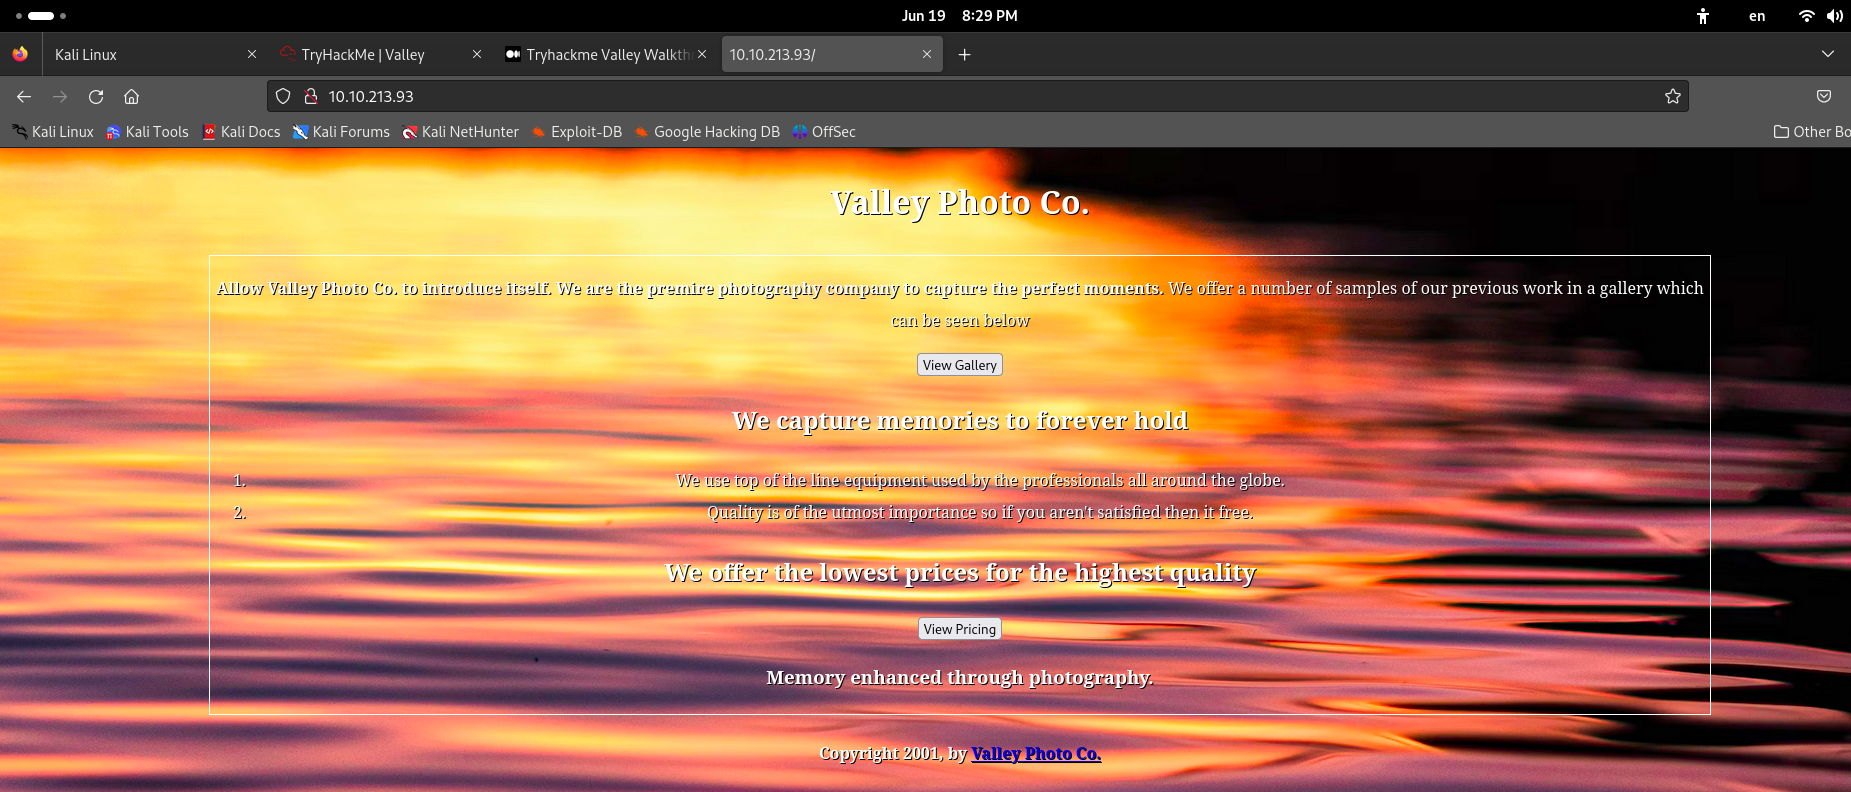 Jun 19 8:29 PM
en
Kali Linux
TryHackMe | Valley
Tryhackme Valley Walkth
10.10.213.93/
10.10.213.93
Kali Linux Kali Tools Kali Docs Kali Forums Kali NetHunter Exploit-DB Google Hacking DB OffSec Other Bo
Valley Photo Co.
Allow Valley Photo Co. to introduce itself. We are the premire photography company to capture the perfect moments. We offer a number of samples of our previous work in a gallery which
can be seen below
View Gallery
We capture memories to forever hold
1. We use top of the line equipment used by the professionals all around the globe.
2. Quality is of the utmost importance so if you aren't satisfied then it free.
We offer the lowest prices for the highest quality
View Pricing
Memory enhanced through photography.
Copyright 2001, by Valley Photo Co.